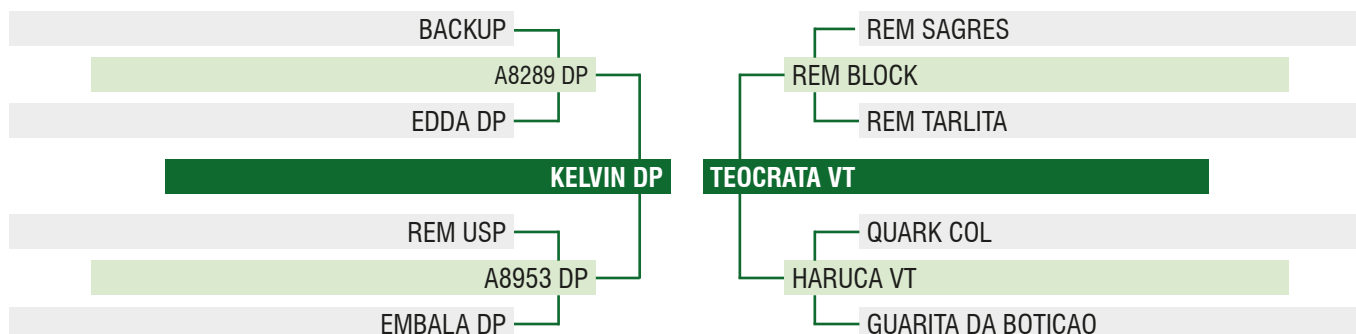 BACKUP
A8289 DP
EDDA DP
KELVIN DP
REM USP
A8953 DP
EMBALA DP
REM SAGRES
REM BLOCK
REM TARLITA
TEOCRATA VT
QUARK COL
HARUCA VT
GUARITA DA BOTICAO